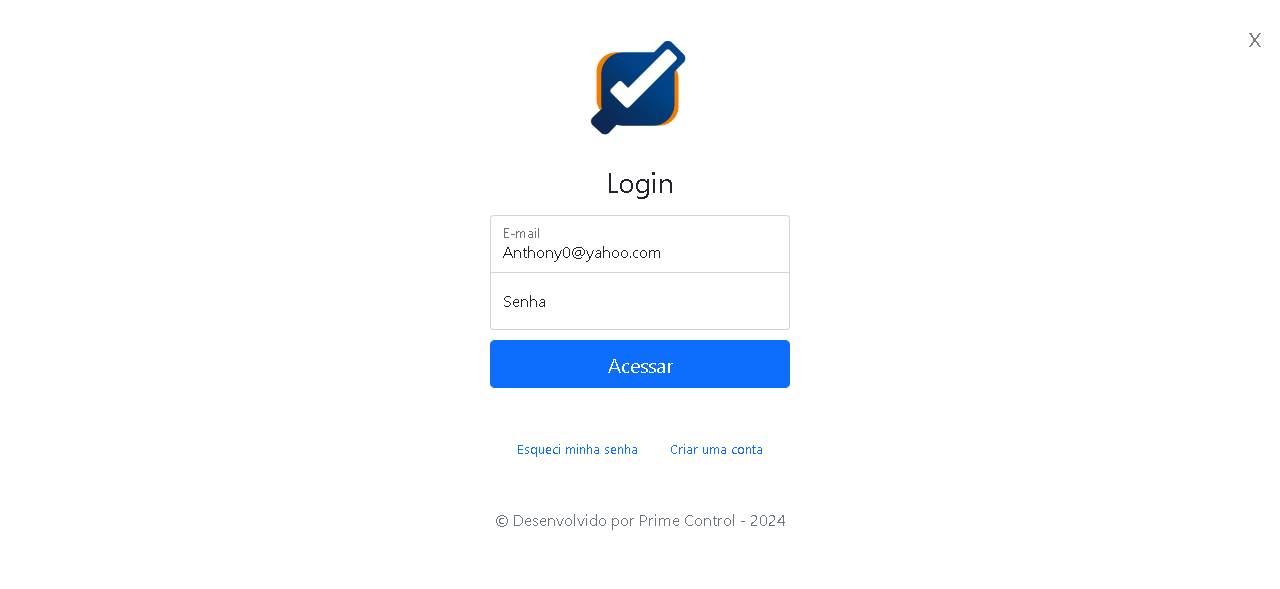 X
Login
E-mail
Anthony0@yahoo.com
Senha
Acessar
Esqueci minha senha Criar uma conta
© Desenvolvido por Prime Control - 2024